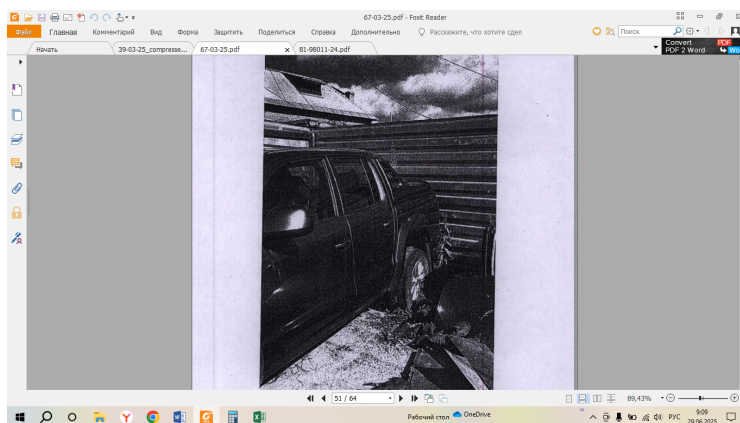 67-03-25.pdf - Foxit Reader
Файл Главная Комментарий Вид Форма Защитить Поделиться Справка Дополнительно Расскажите, что хотите сдел Поиск
Начать 39-03-25_compresse... 67-03-25.pdf x 81-98011-24.pdf
Convert PDF
PDF 2 Word Wo
51 / 64 89,43%
Рабочий стол OneDrive РУС 9:09
29.06.2025